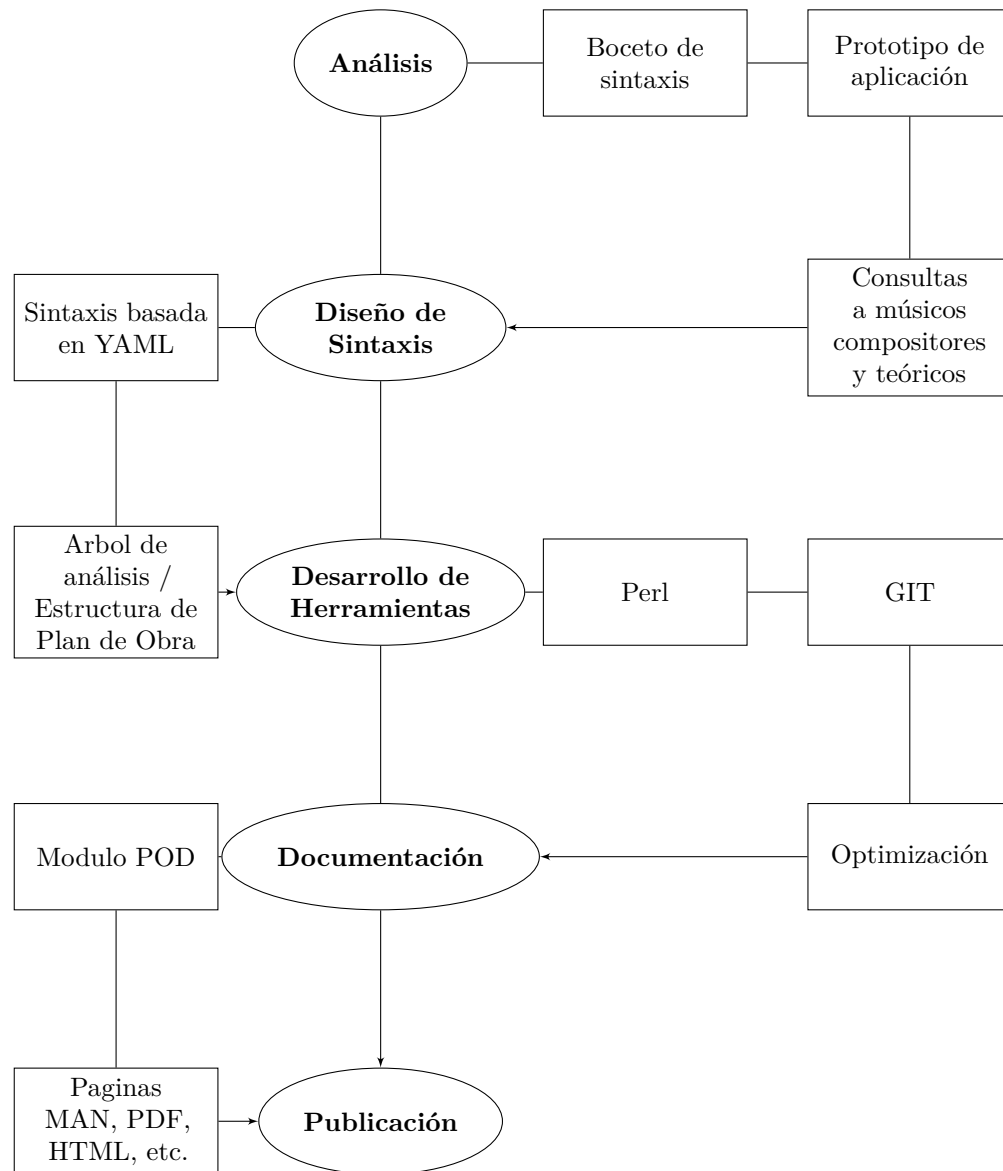 Análisis
Boceto de
sintaxis
Prototipo de
aplicación
Sintaxis basada
en YAML
Diseño de
Sintaxis
Consultas
a músicos
compositores
y teóricos
Arbol de
análisis /
Estructura de
Plan de Obra
Desarrollo de
Herramientas
Perl
GIT
Modulo POD
Documentación
Optimización
Paginas
MAN, PDF,
HTML, etc.
Publicación